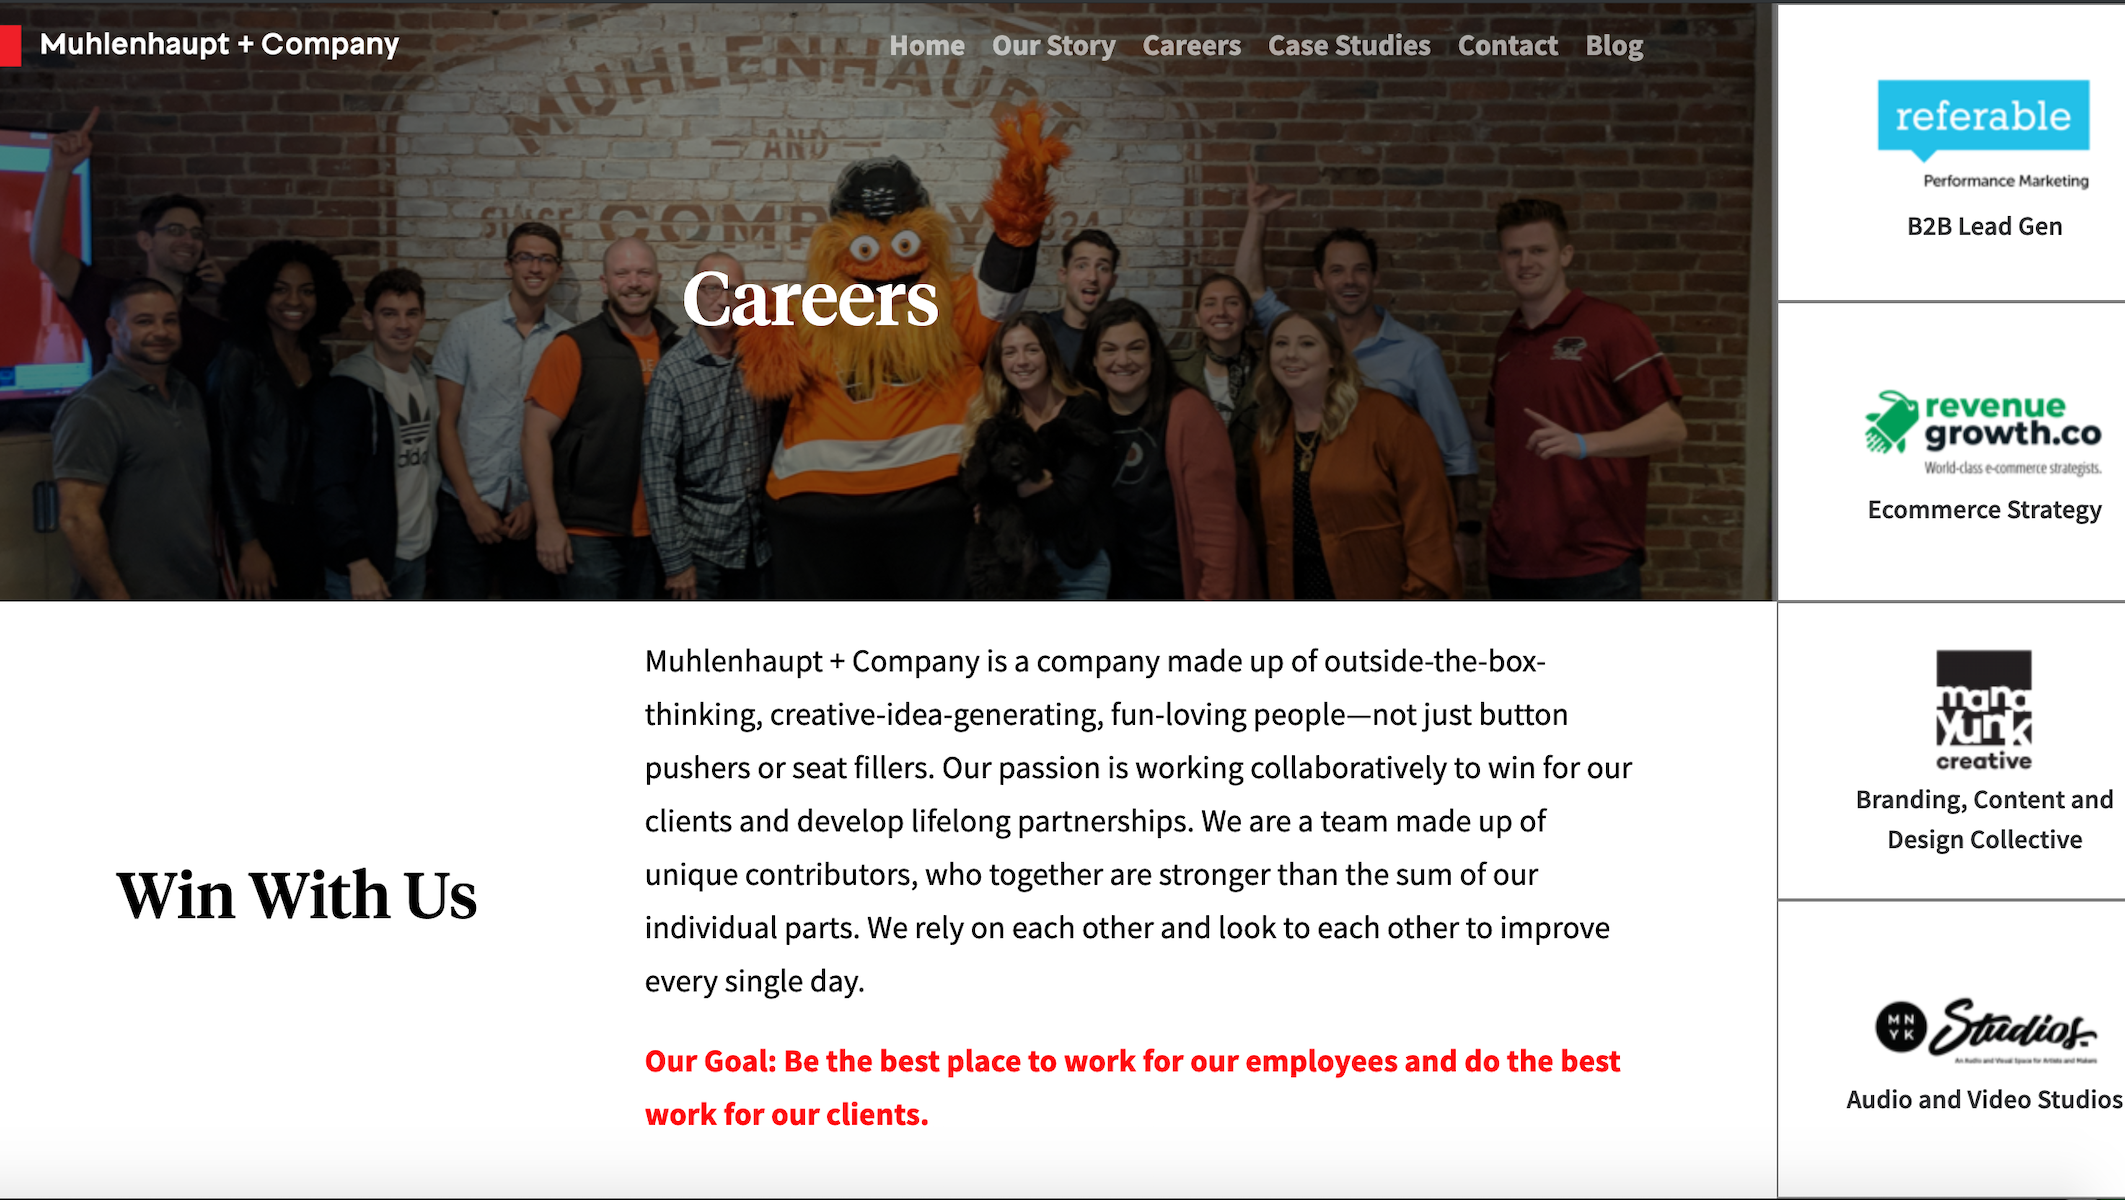 Muhlenhaupt + Company
Home Our Story Careers Case Studies Contact Blog
MUHLENHAUPT
AND
SINCE COMPANY 1824
Careers
Win With Us
Muhlenhaupt + Company is a company made up of outside-the-box-
thinking, creative-idea-generating, fun-loving people—not just button
pushers or seat fillers. Our passion is working collaboratively to win for our
clients and develop lifelong partnerships. We are a team made up of
unique contributors, who together are stronger than the sum of our
individual parts. We rely on each other and look to each other to improve
every single day.
Our Goal: Be the best place to work for our employees and do the best
work for our clients.
referable
Performance Marketing
B2B Lead Gen
revenue
growth.co
World-class e-commerce strategists.
Ecommerce Strategy
mana
yunk
creative
Branding, Content and
Design Collective
MN
YK
Studios.
An Audio and Visual Space for Artists and Makers
Audio and Video Studios